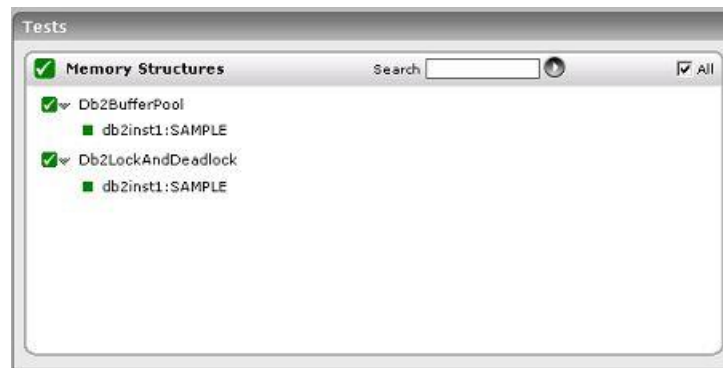 Tests
Memory Structures Search All
Db2BufferPool
db2inst1:SAMPLE
Db2LockAndDeadlock
db2inst1:SAMPLE